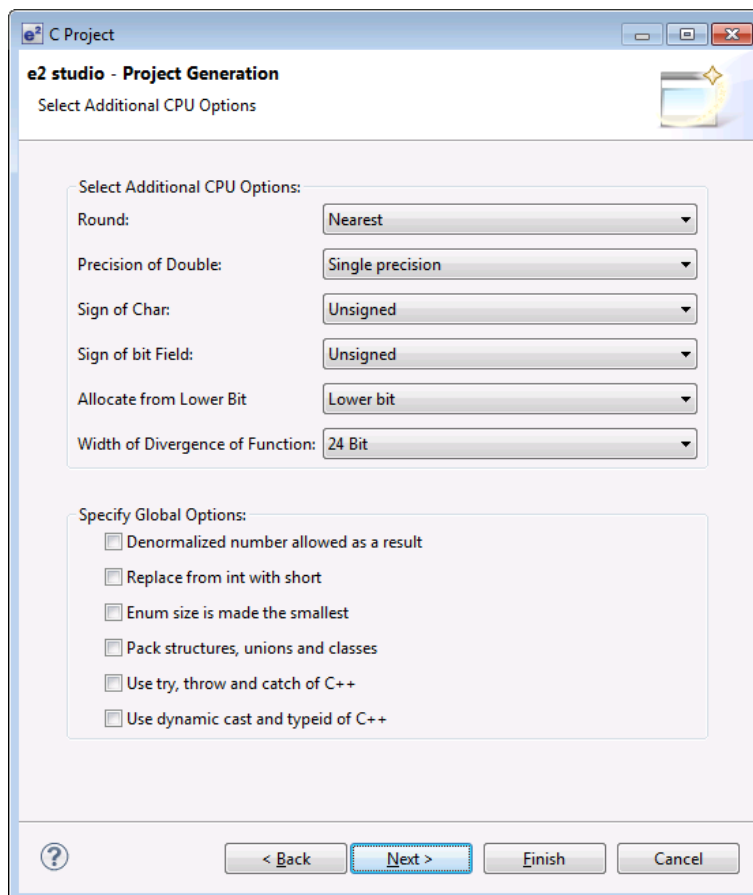 e² C Project
e2 studio - Project Generation
Select Additional CPU Options
Select Additional CPU Options:
Round: Nearest
Precision of Double: Single precision
Sign of Char: Unsigned
Sign of bit Field: Unsigned
Allocate from Lower Bit Lower bit
Width of Divergence of Function: 24 Bit
Specify Global Options:
Denormalized number allowed as a result
Replace from int with short
Enum size is made the smallest
Pack structures, unions and classes
Use try, throw and catch of C++
Use dynamic cast and typeid of C++
? < Back Next > Finish Cancel